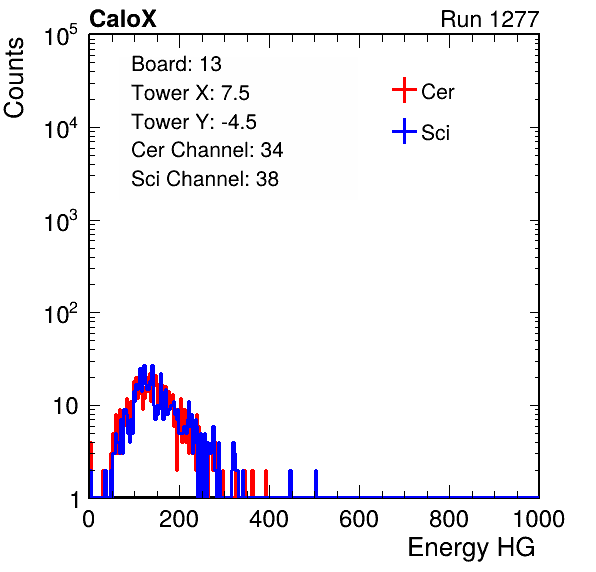 CaloX Run 1277
Counts
10^5
10^4
10^3
10^2
10
1
Board: 13
Tower X: 7.5
Tower Y: -4.5
Cer Channel: 34
Sci Channel: 38
Cer
Sci
0 200 400 600 800 1000
Energy HG